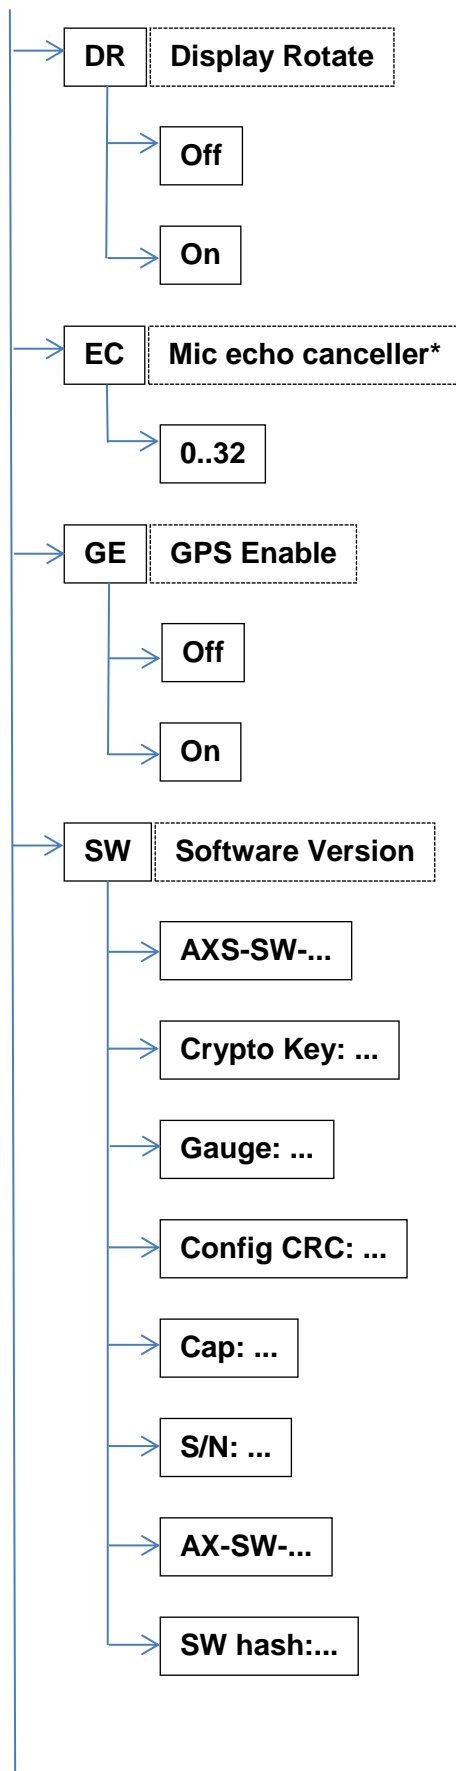 DR Display Rotate
Off
On
EC Mic echo canceller*
0..32
GE GPS Enable
Off
On
SW Software Version
AXS-SW-...
Crypto Key: ...
Gauge: ...
Config CRC: ...
Cap: ...
S/N: ...
AX-SW-...
SW hash:...